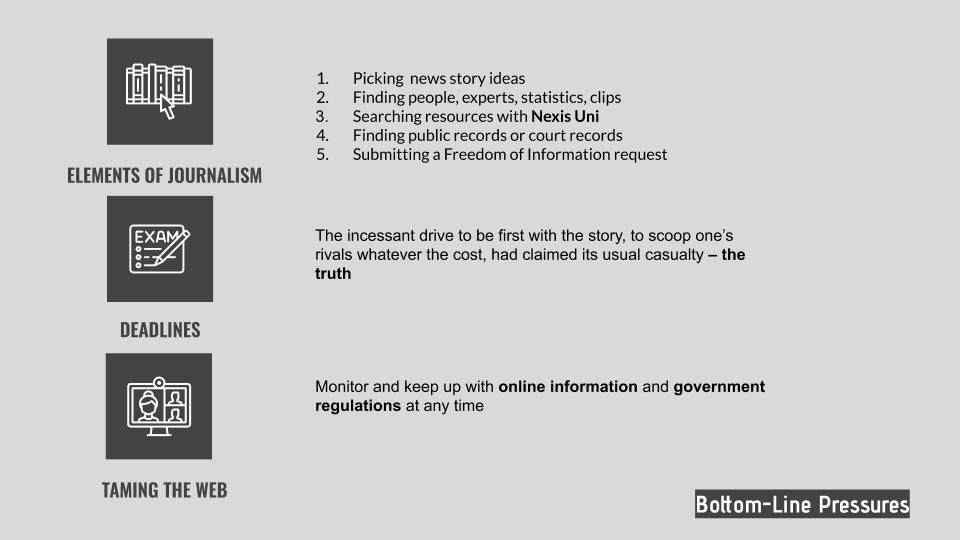 1. Picking news story ideas
2. Finding people, experts, statistics, clips
3. Searching resources with Nexis Uni
4. Finding public records or court records
5. Submitting a Freedom of Information request
ELEMENTS OF JOURNALISM
EXAM
The incessant drive to be first with the story, to scoop one’s
rivals whatever the cost, had claimed its usual casualty – the
truth
DEADLINES
Monitor and keep up with online information and government
regulations at any time
TAMING THE WEB
Bottom-Line Pressures